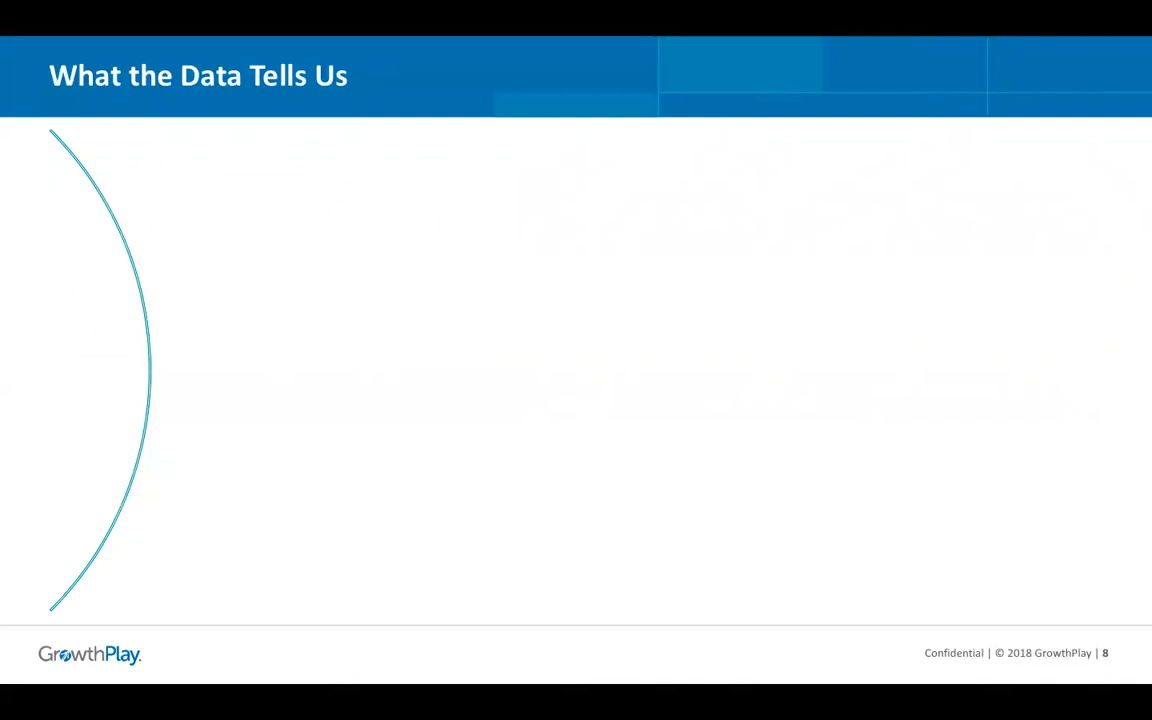 What the Data Tells Us
GrowthPlay.
Confidential | © 2018 GrowthPlay | 8